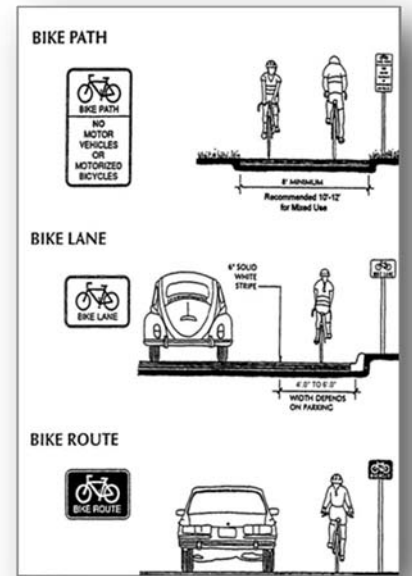 BIKE PATH
BIKE PATH
NO
MOTOR
VEHICLES
OR
MOTORIZED
BICYCLES
8' MINIMUM
Recommended 10'-12'
for Mixed Use
BIKE LANE
BIKE LANE
6" SOLID
WHITE
STRIPE
BIKE LANE
4'.0" TO 6'.0"
WIDTH DEPENDS
ON PARKING
BIKE ROUTE
BIKE ROUTE